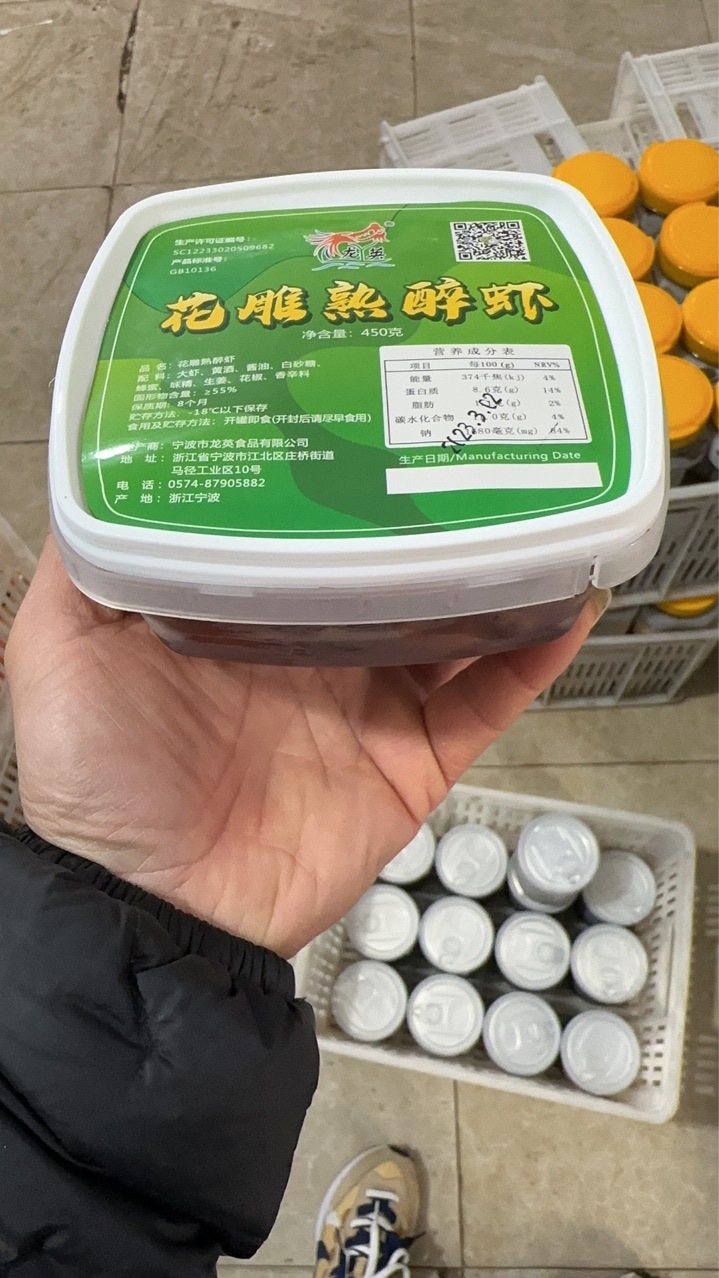 生产许可证编号：
SC12233020509682
产品标准号：
GB10136
龙英
®
花雕熟醉虾
净含量：450克
品 名：花雕熟醉虾
配 料：大虾、黄酒、酱油、白砂糖、
蜂蜜、味精、生姜、花椒、香辛料
固形物含量：≥55%
保质期：8个月
贮存方法：-18℃以下保存
食用及贮存方法：开罐即食(开封后请尽早食用)
产商：宁波市龙英食品有限公司
地 址：浙江省宁波市江北区庄桥街道
马径工业区10号
电 话：0574-87905882
产 地：浙江宁波
营养成分表
项目 每100(g) NRV%
能量 374千焦(kj) 4%
蛋白质 8.6克(g) 14%
脂肪 (g) 2%
碳水化合物 0克(g) 4%
钠 80毫克(mg) 64%
生产日期/Manufacturing Date